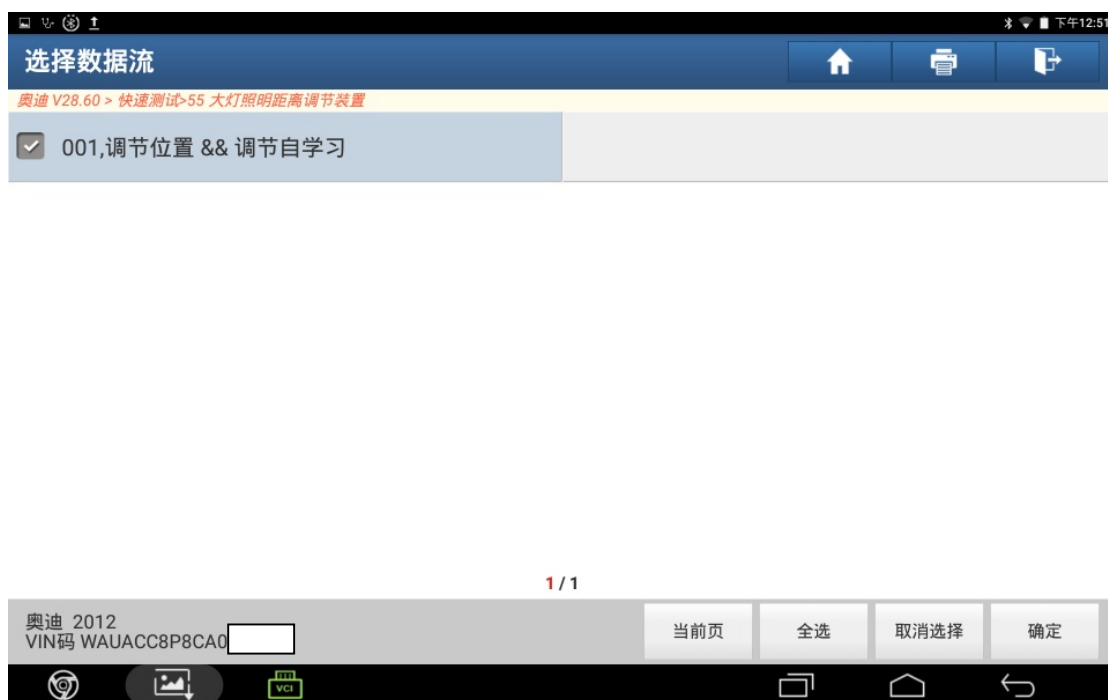 下午12:51
选择数据流
奥迪 V28.60 > 快速测试>55 大灯照明距离调节装置
001,调节位置 && 调节自学习
1 / 1
奥迪 2012
VIN码 WAUACC8P8CA0
当前页
全选
取消选择
确定
VCI